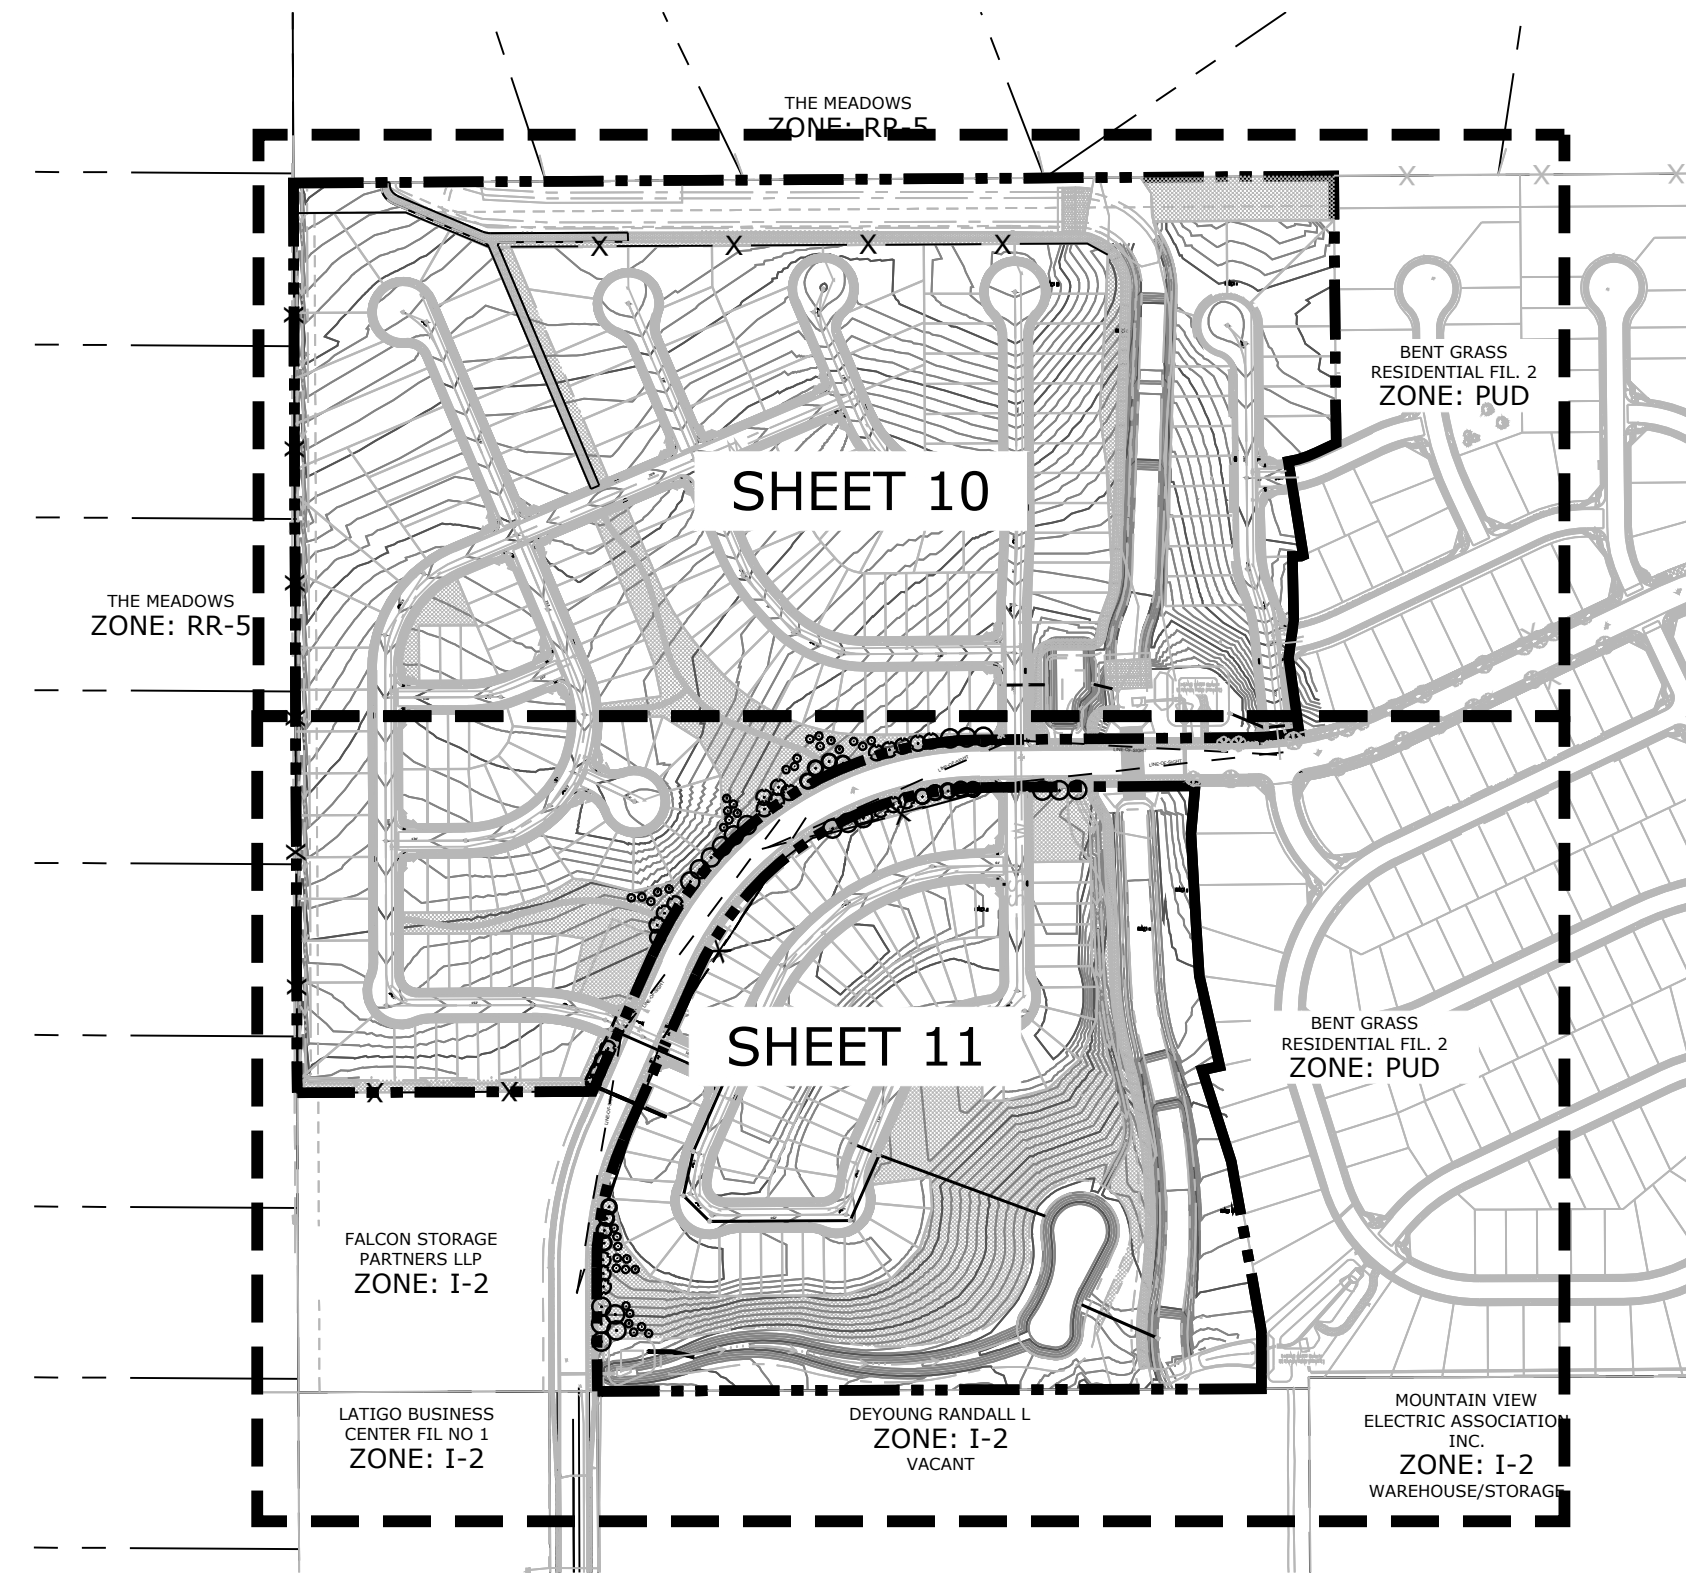 THE MEADOWS
ZONE: RR-5
BENT GRASS
RESIDENTIAL FIL. 2
ZONE: PUD
SHEET 10
THE MEADOWS
ZONE: RR-5
SHEET 11
BENT GRASS
RESIDENTIAL FIL. 2
ZONE: PUD
FALCON STORAGE
PARTNERS LLP
ZONE: I-2
LATIGO BUSINESS
CENTER FIL NO 1
ZONE: I-2
DEYOUNG RANDALL L
ZONE: I-2
VACANT
MOUNTAIN VIEW
ELECTRIC ASSOCIATION
INC.
ZONE: I-2
WAREHOUSE/STORAGE